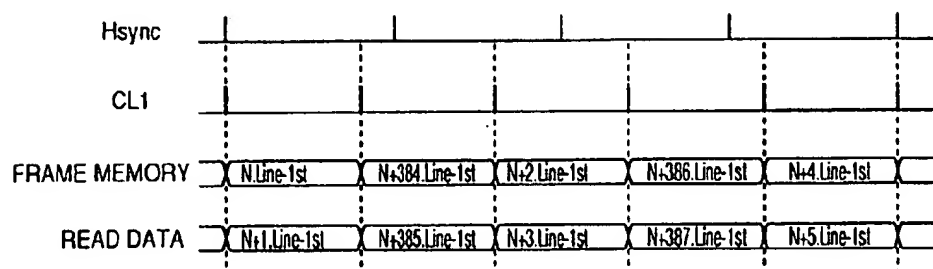 Hsync
CL1
FRAME MEMORY N.Line-1st N+384.Line-1st N+2.Line-1st N+386.Line-1st N+4.Line-1st
READ DATA N+1.Line-1st N+385.Line-1st N+3.Line-1st N+387.Line-1st N+5.Line-1st